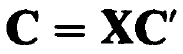 C = XC′